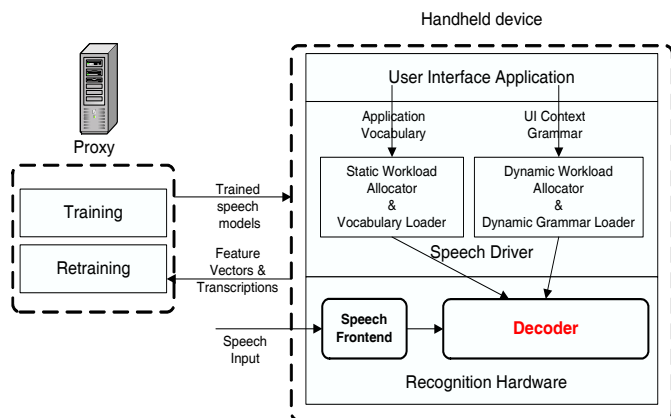 Handheld device
User Interface Application
Proxy
Application
Vocabulary
UI Context
Grammar
Training
Retraining
Trained
speech
models
Feature
Vectors &
Transcriptions
Static Workload
Allocator
&
Vocabulary Loader
Dynamic Workload
Allocator
&
Dynamic Grammar Loader
Speech Driver
Speech
Input
Speech
Frontend
Decoder
Recognition Hardware